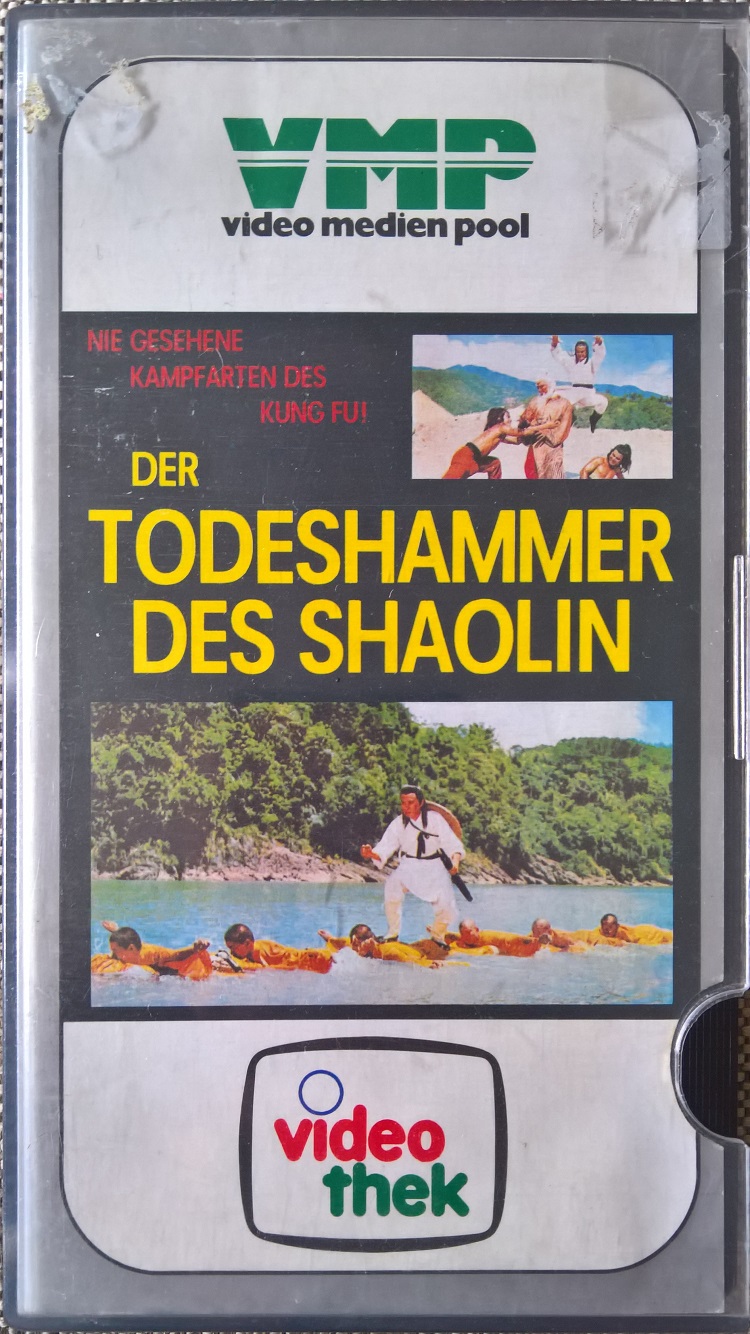 VMP
video medien pool
NIE GESEHENE
KAMPFARTEN DES
KUNG FU!
DER
TODESHAMMER
DES SHAOLIN
video
thek